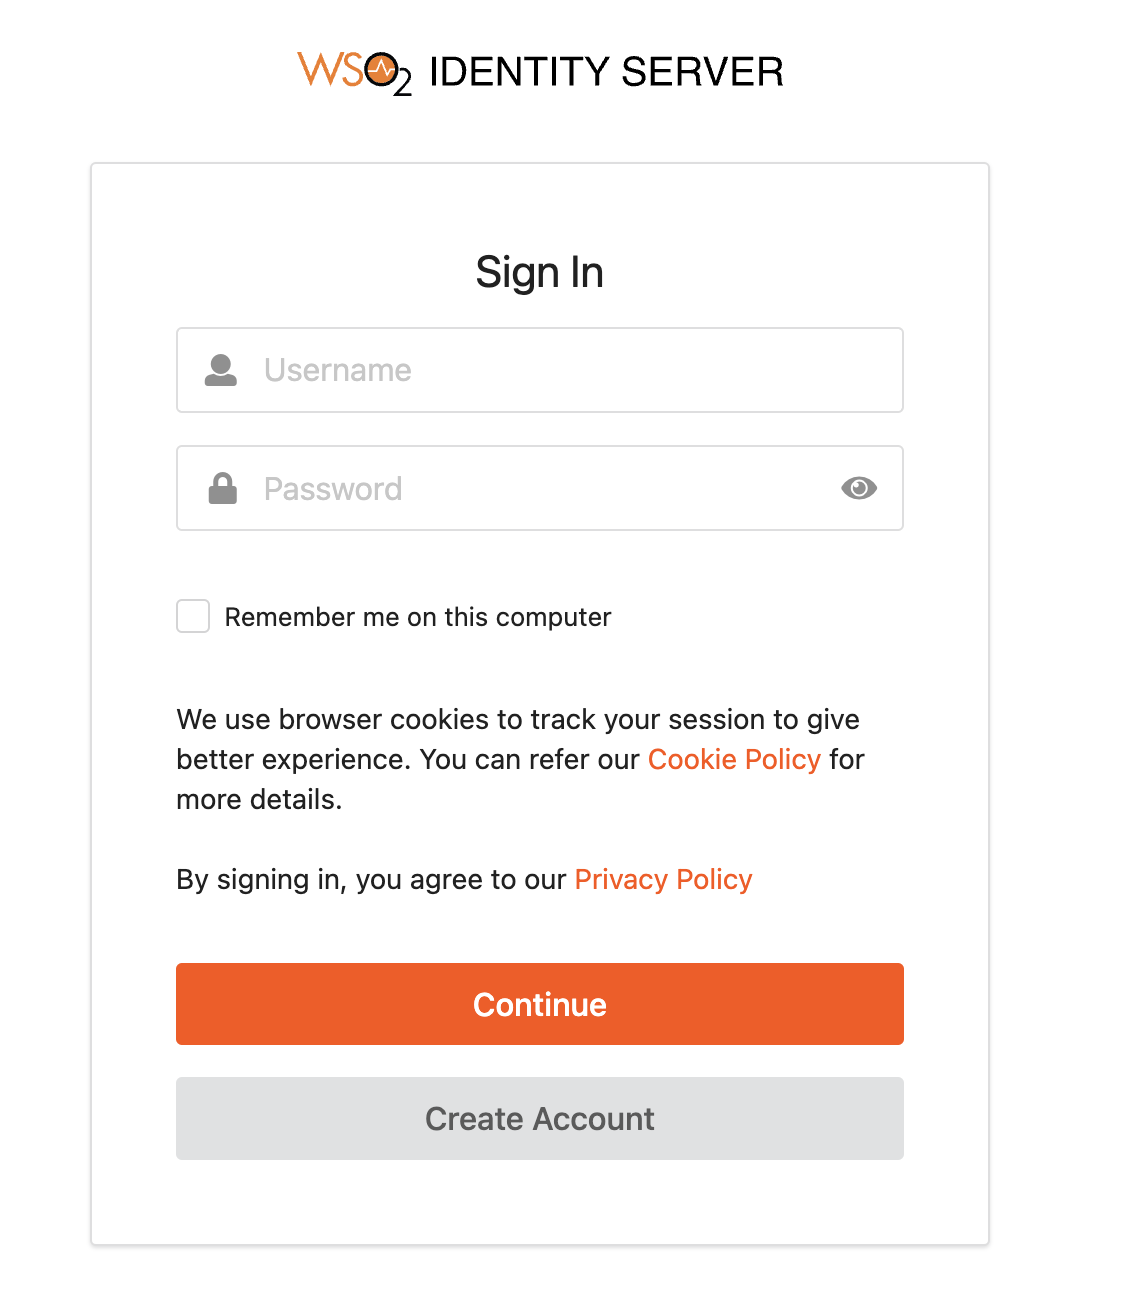 WSO2 IDENTITY SERVER
Sign In
Username
Password
Remember me on this computer
We use browser cookies to track your session to give
better experience. You can refer our Cookie Policy for
more details.
By signing in, you agree to our Privacy Policy
Continue
Create Account